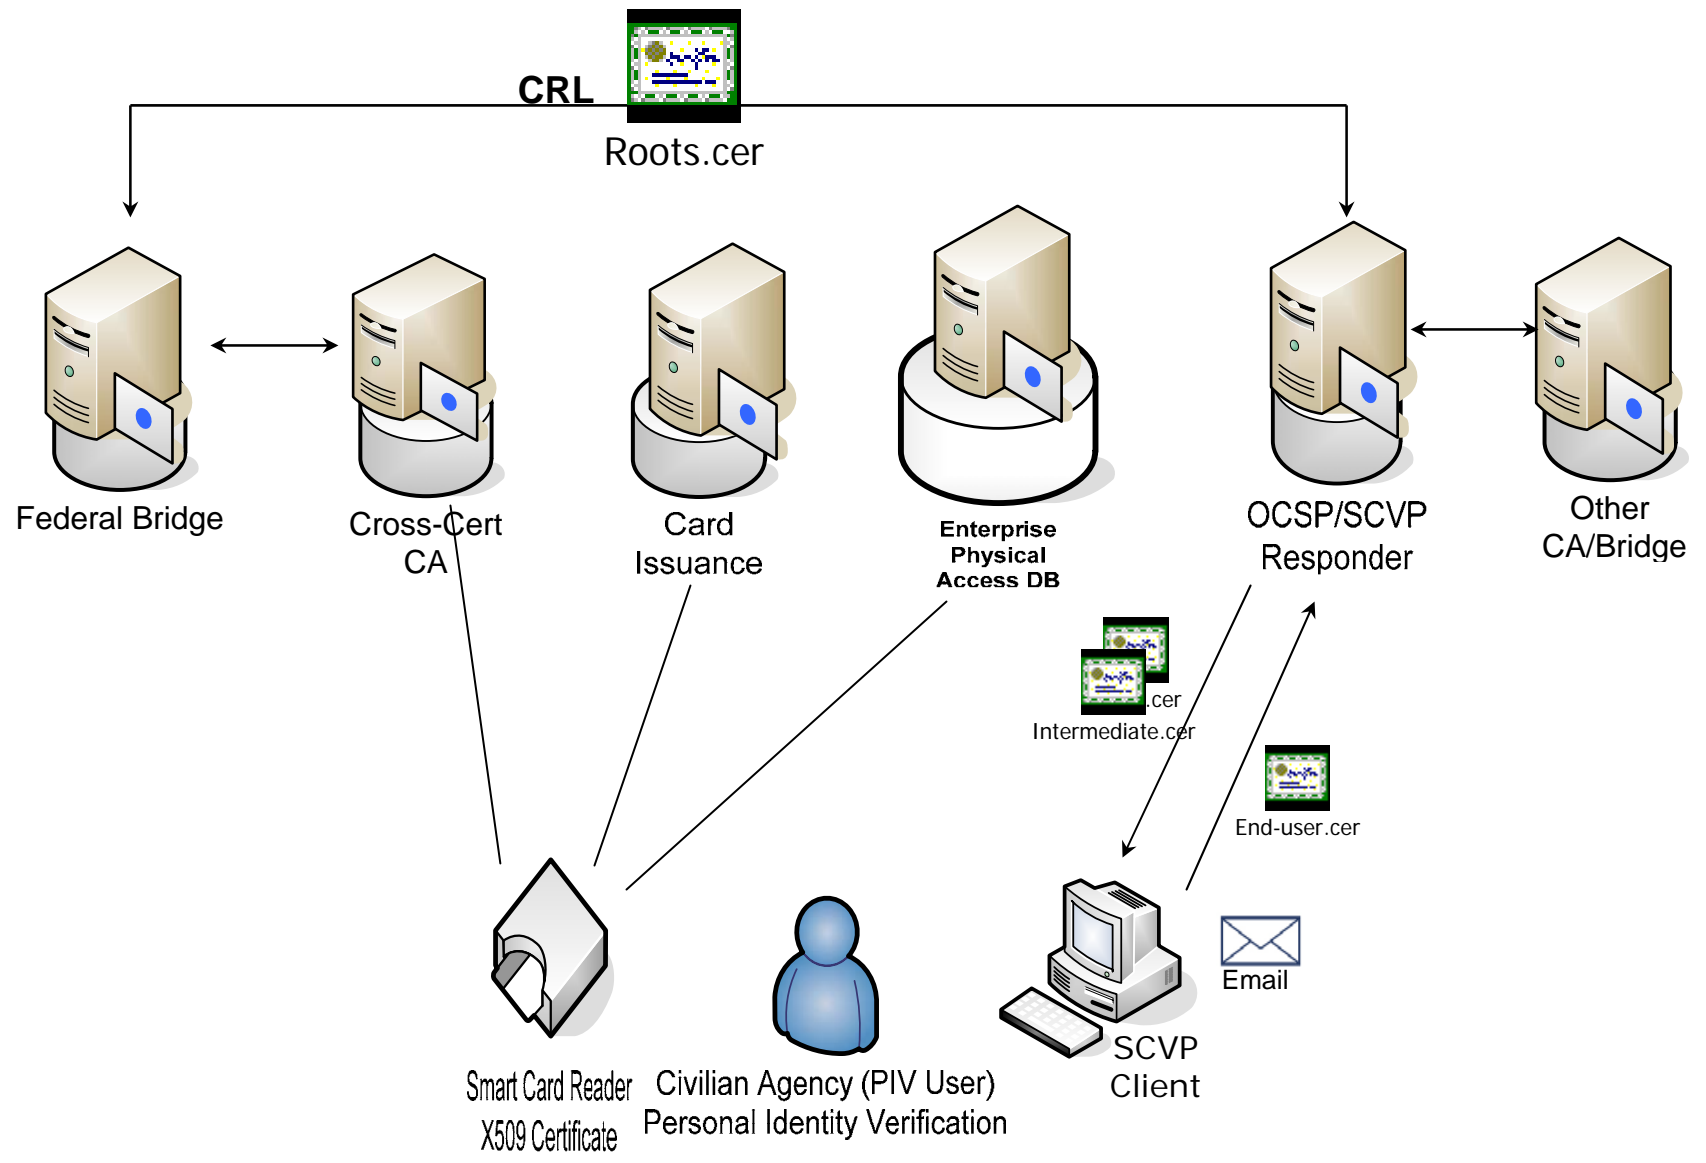 CRL
Roots.cer
Federal Bridge
Cross-Cert
CA
Card
Issuance
Enterprise
Physical
Access DB
OCSP/SCVP
Responder
Other
CA/Bridge
.cer
Intermediate.cer
End-user.cer
Email
SCVP
Client
Smart Card Reader
X509 Certificate
Civilian Agency (PIV User)
Personal Identity Verification